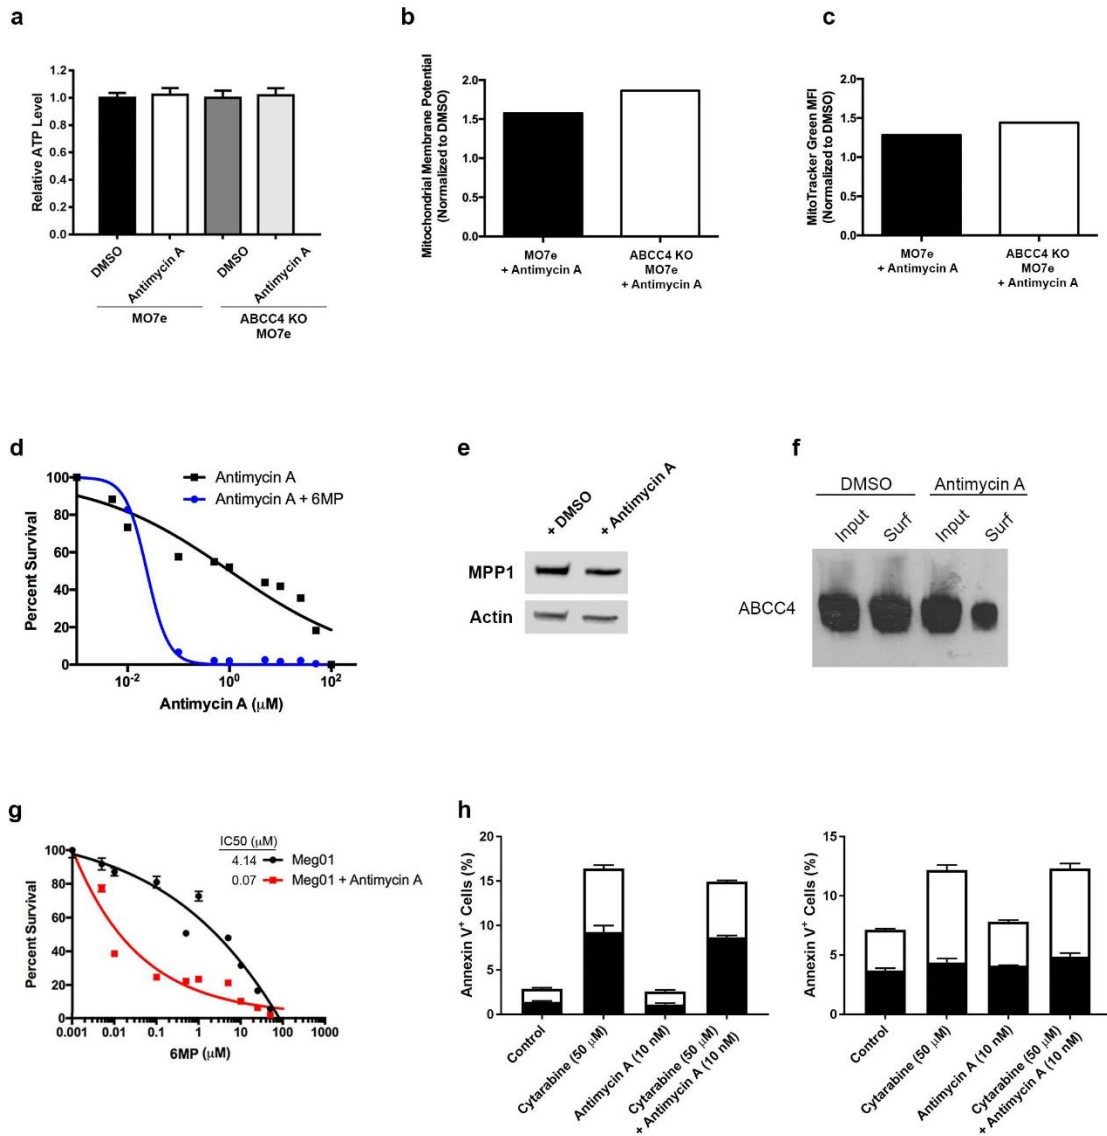 a
Relative ATP Level
1.2
1.0
0.8
0.6
0.4
0.2
0.0
DMSO
Antimycin A
DMSO
Antimycin A
MO7e
ABCC4 KO
MO7e
b
Mitochondrial Membrane Potential
(Normalized to DMSO)
2.0
1.5
1.0
0.5
0.0
MO7e
+ Antimycin A
ABCC4 KO
MO7e
+ Antimycin A
c
MitoTracker Green MFI
(Normalized to DMSO)
2.0
1.5
1.0
0.5
0.0
MO7e
+ Antimycin A
ABCC4 KO
MO7e
+ Antimycin A
d
Percent Survival
100
80
60
40
20
0
Antimycin A
Antimycin A + 6MP
10⁻²
10⁰
10²
Antimycin A (μM)
e
+ DMSO
+ Antimycin A
MPP1
Actin
f
DMSO
Antimycin A
Input
Surf
Input
Surf
ABCC4
g
Percent Survival
100
80
60
40
20
0
IC50 (μM)
4.14 Meg01
0.07 Meg01 + Antimycin A
0.001 0.01 0.1 1 10 100 1000
6MP (μM)
h
Annexin V⁺ Cells (%)
20
15
10
5
0
Control
Cytarabine (50 μM)
Antimycin A (10 nM)
Cytarabine (50 μM)
+ Antimycin A (10 nM)
Annexin V⁺ Cells (%)
15
10
5
0
Control
Cytarabine (50 μM)
Antimycin A (10 nM)
Cytarabine (50 μM)
+ Antimycin A (10 nM)